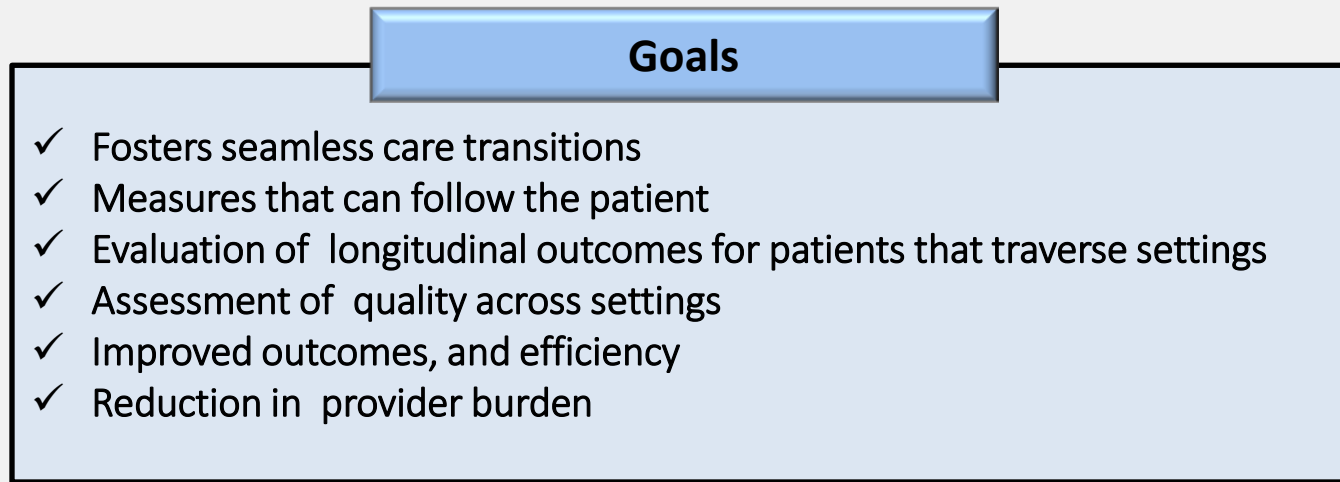 Goals
✓ Fosters seamless care transitions
✓ Measures that can follow the patient
✓ Evaluation of longitudinal outcomes for patients that traverse settings
✓ Assessment of quality across settings
✓ Improved outcomes, and efficiency
✓ Reduction in provider burden